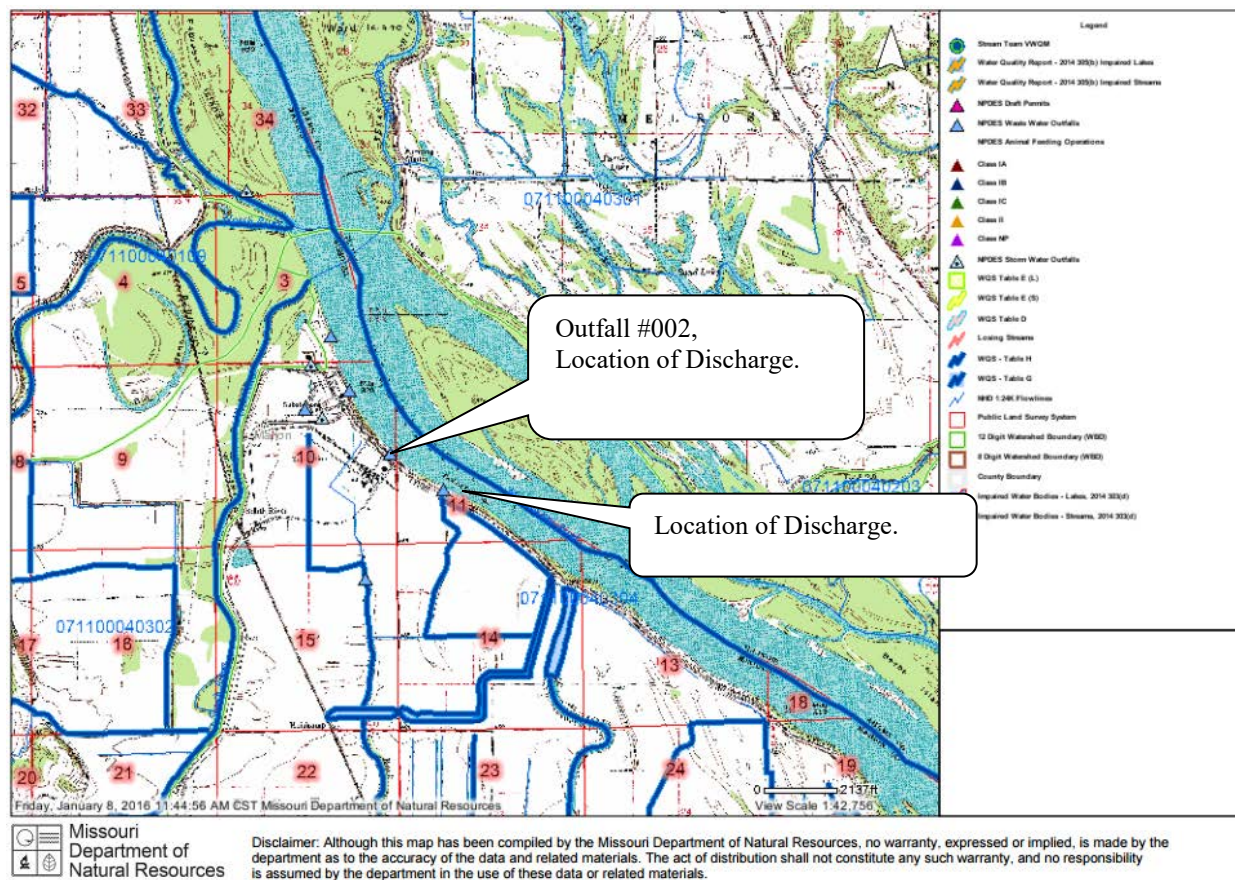 Legend
Stream Team VWQM
Water Quality Report - 2014 305(b) Impaired Lakes
Water Quality Report - 2014 305(b) Impaired Streams
NPDES Draft Permits
NPDES Waste Water Outfalls
NPDES Animal Feeding Operations
Class IA
Class IB
Class IC
Class II
Class NP
NPDES Storm Water Outfalls
WQS Table E (L)
WQS Table E (S)
WQS Table D
Losing Streams
WQS - Table H
WQS - Table G
NHD 1:24K Flowlines
Public Land Survey System
12 Digit Watershed Boundary (WBD)
8 Digit Watershed Boundary (WBD)
County Boundary
Impaired Water Bodies - Lakes, 2014 303(d)
Impaired Water Bodies - Streams, 2014 303(d)
N
32
33
34
MELROSE
071100040301
5
4
3
Outfall #002,
Location of Discharge.
8
9
10
11
071100040203
Location of Discharge.
071100040302
17
16
15
14
13
18
20
21
22
23
24
19
0 2137ft
View Scale 1:42,756
Friday, January 8, 2016 11:44:56 AM CST Missouri Department of Natural Resources
Missouri
Department of
Natural Resources
Disclaimer: Although this map has been compiled by the Missouri Department of Natural Resources, no warranty, expressed or implied, is made by the
department as to the accuracy of the data and related materials. The act of distribution shall not constitute any such warranty, and no responsibility
is assumed by the department in the use of these data or related materials.